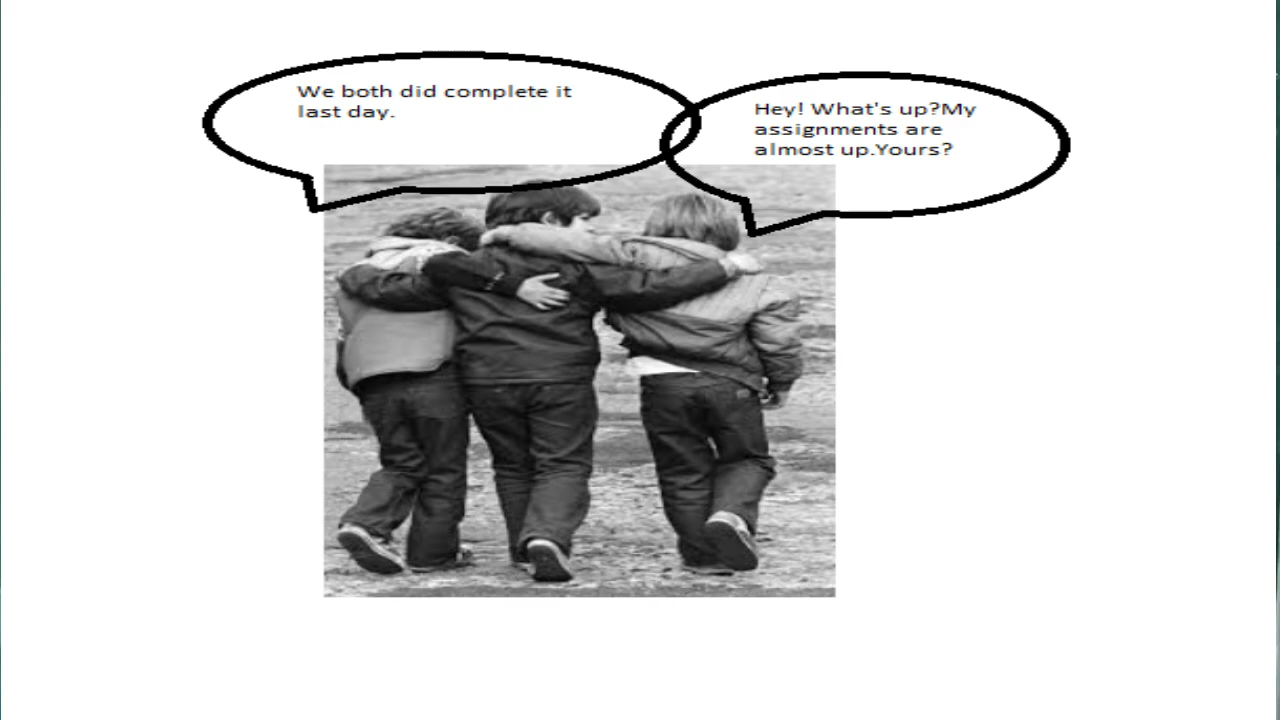 We both did complete it
last day.
Hey! What's up?My
assignments are
almost up.Yours?